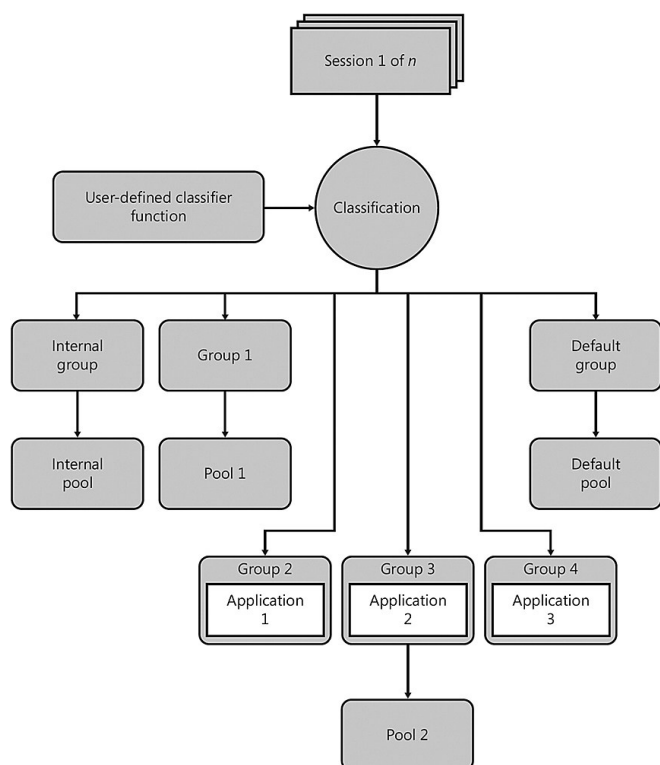 Session 1 of n
User-defined classifier
function
Classification
Internal
group
Group 1
Default
group
Internal
pool
Pool 1
Default
pool
Group 2
Application
1
Group 3
Application
2
Group 4
Application
3
Pool 2